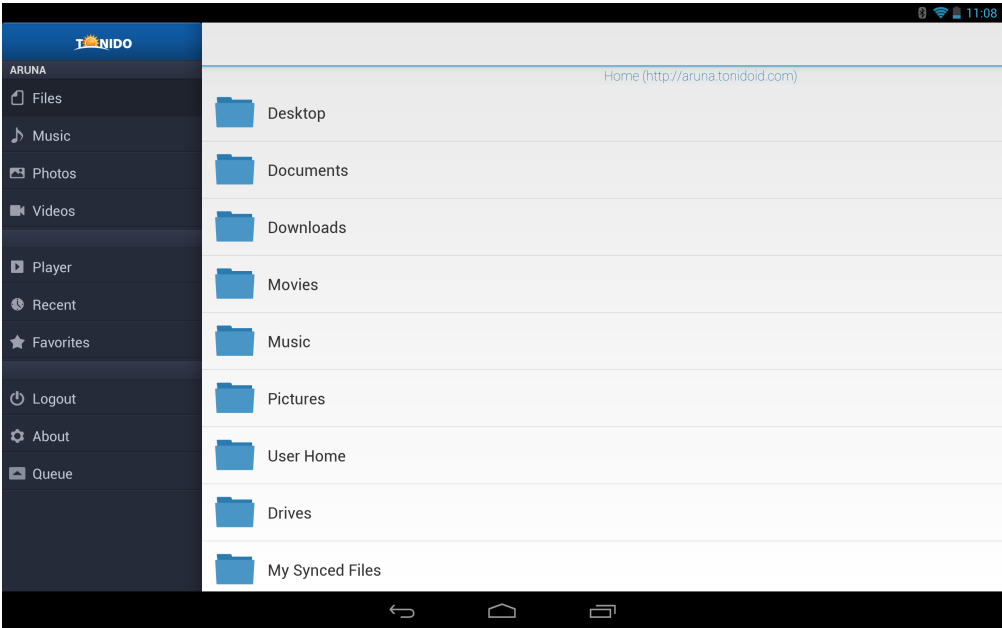 11:08
TONIDO
ARUNA
Files
Music
Photos
Videos
Player
Recent
Favorites
Logout
About
Queue
Home (http://aruna.tonidoid.com)
Desktop
Documents
Downloads
Movies
Music
Pictures
User Home
Drives
My Synced Files